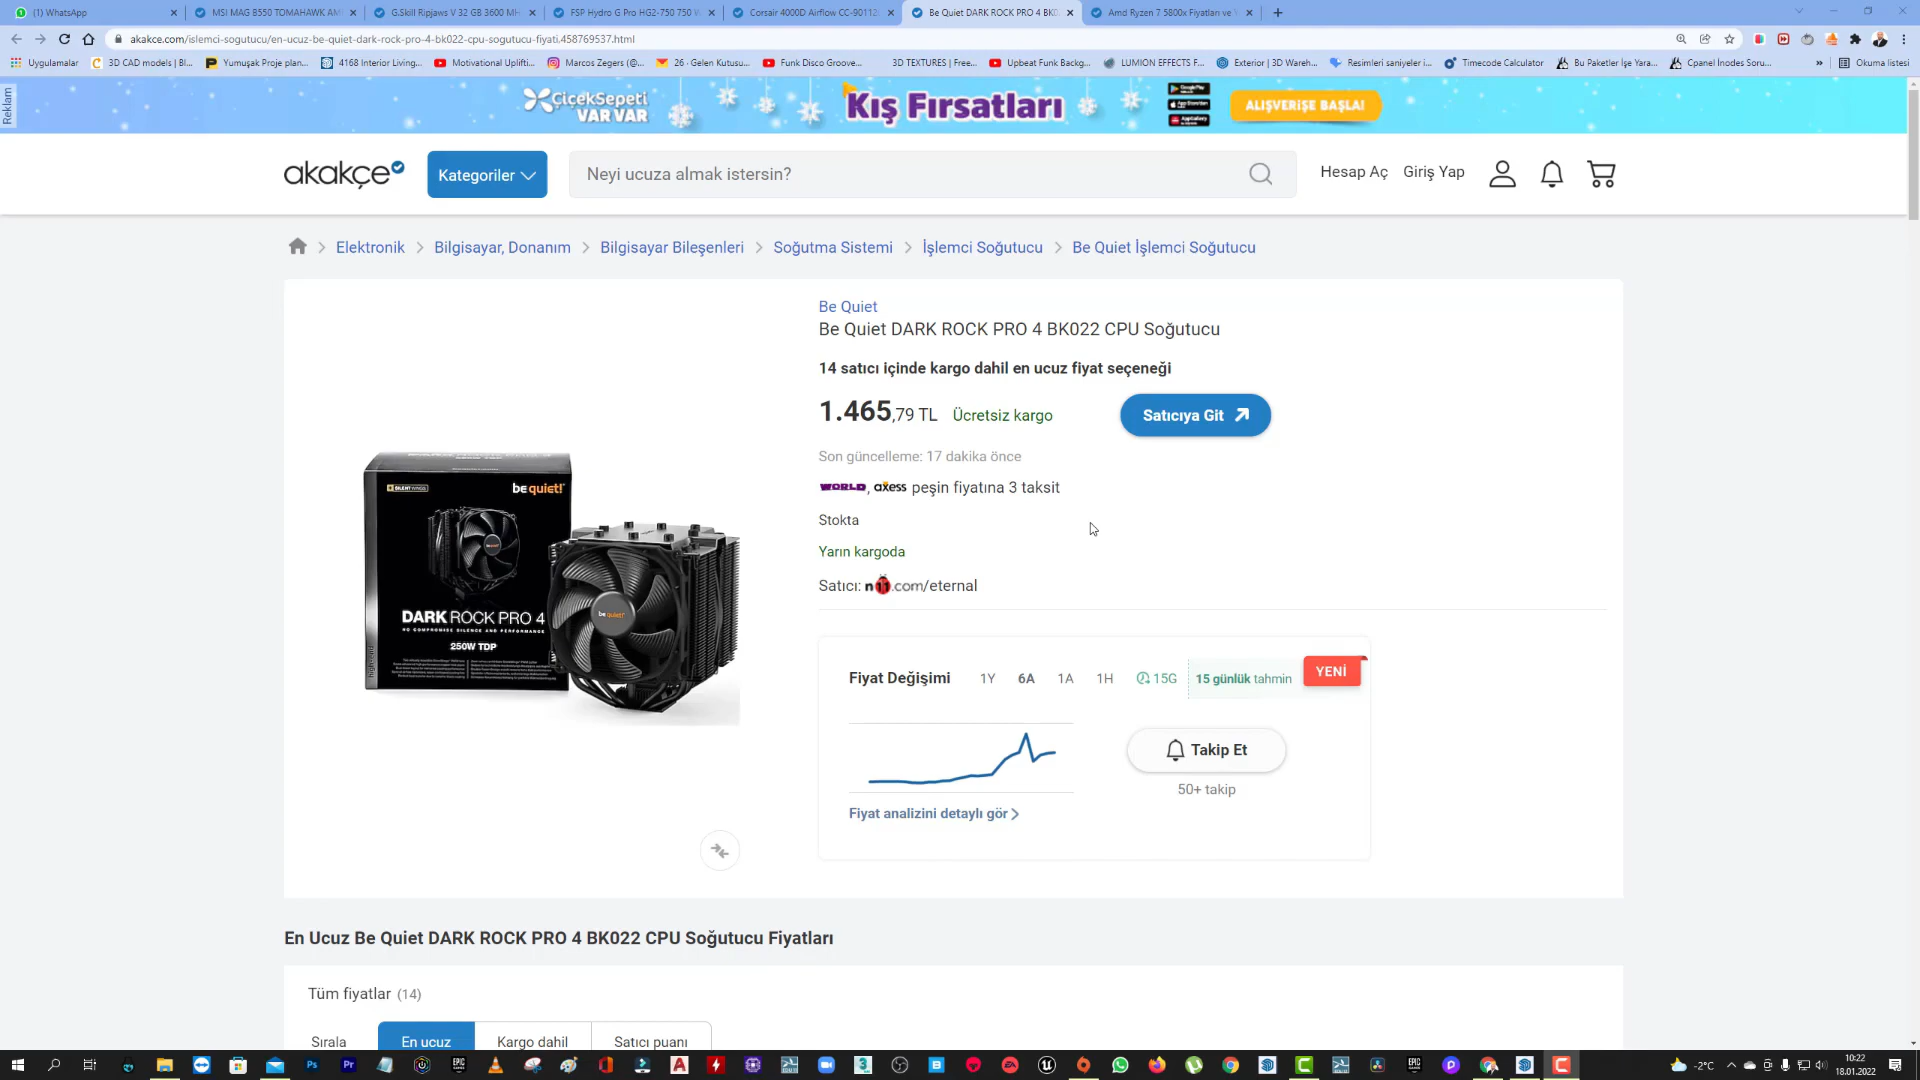 (1) WhatsApp
MSI MAG B550 TOMAHAWK AM
G.Skill Ripjaws V 32 GB 3600 MH
FSP Hydro G Pro HG2-750 750 W
Corsair 4000D Airflow CC-90112
Be Quiet DARK ROCK PRO 4 BK0
Amd Ryzen 7 5800x Fiyatları ve
akakce.com/islemci-sogutucu/en-ucuz-be-quiet-dark-rock-pro-4-bk022-cpu-sogutucu-fiyati.458769537.html
Uygulamalar
3D CAD models | Bl...
Yumuşak Proje plan...
4168 Interior Living...
Motivational Uplifti...
Marcos Zegers (@...
26 - Gelen Kutusu...
Funk Disco Groove...
3D TEXTURES | Free...
Upbeat Funk Backg...
LUMION EFFECTS F...
Exterior | 3D Wareh...
Resimleri saniyeler i...
Timecode Calculator
Bu Paketler İşe Yara...
Cpanel İnodes Soru...
»
Okuma listesi
Reklam
ÇiçekSepeti
VAR VAR
Kış Fırsatları
ALIŞVERİŞE BAŞLA!
akakçe
Kategoriler
Neyi ucuza almak istersin?
Hesap Aç
Giriş Yap
Elektronik
Bilgisayar, Donanım
Bilgisayar Bileşenleri
Soğutma Sistemi
İşlemci Soğutucu
Be Quiet İşlemci Soğutucu
Be Quiet
Be Quiet DARK ROCK PRO 4 BK022 CPU Soğutucu
14 satıcı içinde kargo dahil en ucuz fiyat seçeneği
1.465,79 TL
Ücretsiz kargo
Satıcıya Git
Son güncelleme: 17 dakika önce
WORLD, axess peşin fiyatına 3 taksit
Stokta
Yarın kargoda
Satıcı: n11.com/eternal
be quiet!
DARK ROCK PRO 4
NO COMPROMISE SILENCE AND PERFORMANCE
250W TDP
be quiet!
Fiyat Değişimi
1Y
6A
1A
1H
15G
15 günlük tahmin
YENİ
Takip Et
50+ takip
Fiyat analizini detaylı gör
En Ucuz Be Quiet DARK ROCK PRO 4 BK022 CPU Soğutucu Fiyatları
Tüm fiyatlar (14)
Sırala
En ucuz
Kargo dahil
Satıcı puanı
-2°C
10:22
18.01.2022